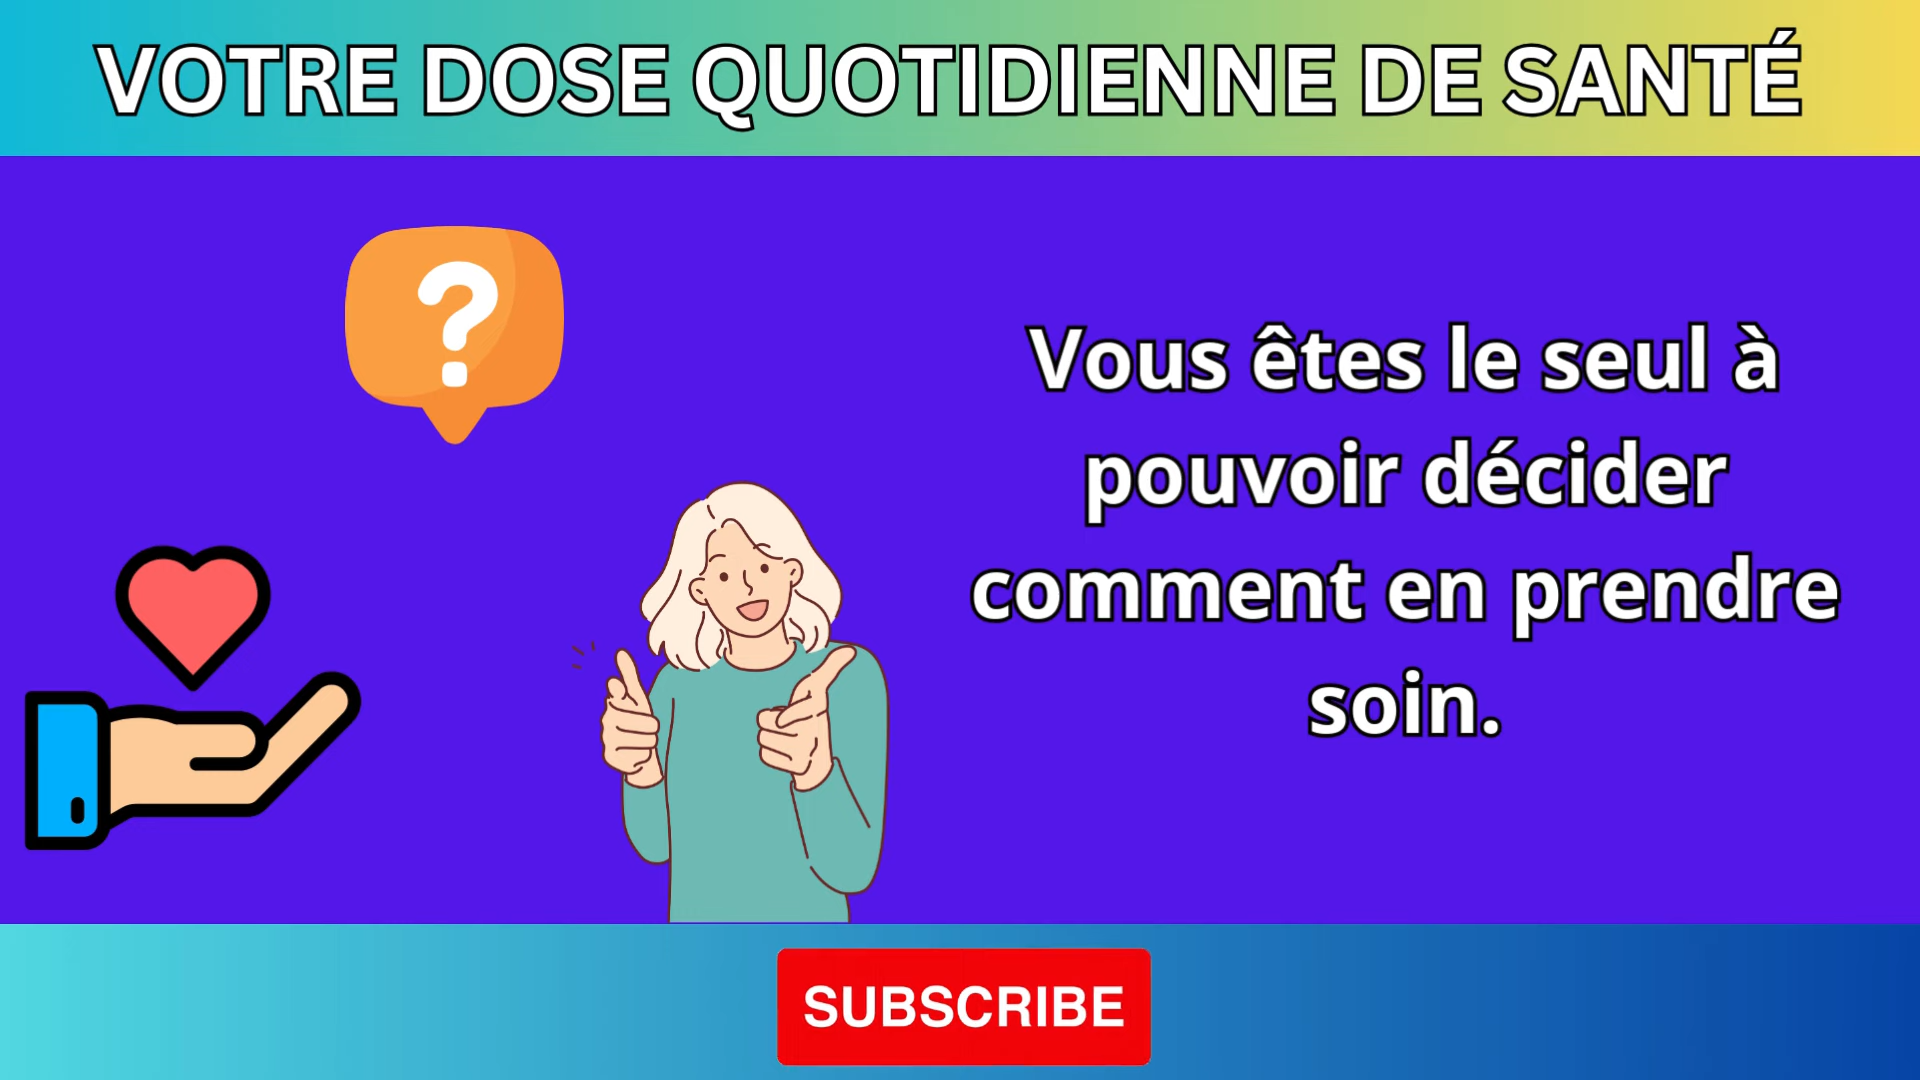 VOTRE DOSE QUOTIDIENNE DE SANTÉ
?
Vous êtes le seul à
pouvoir décider
comment en prendre
soin.
SUBSCRIBE